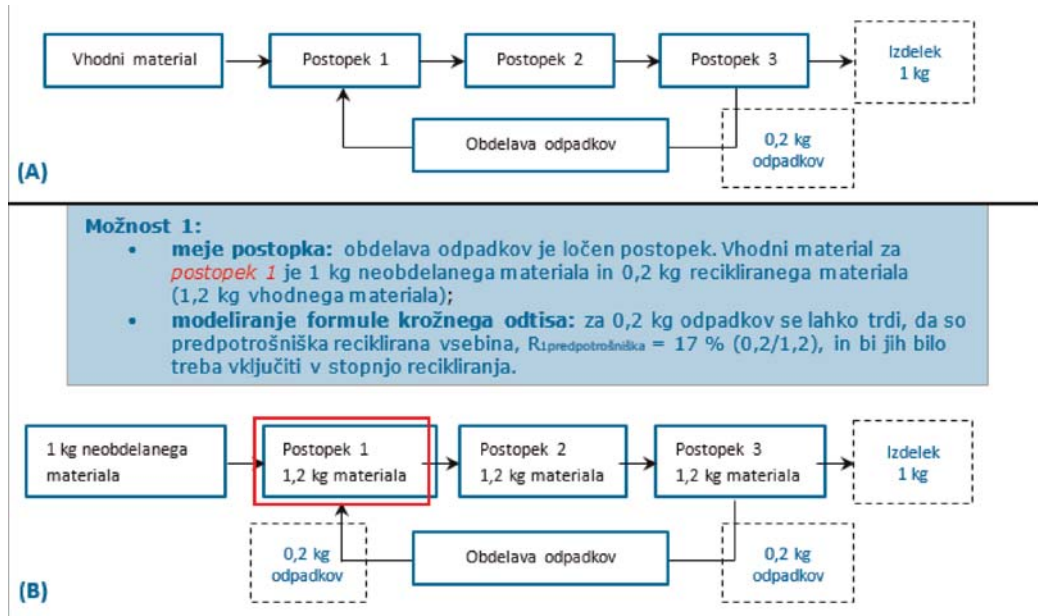 Vhodni material
Postopek 1
Postopek 2
Postopek 3
Izdelek
1 kg
Obdelava odpadkov
0,2 kg
odpadkov
(A)
Možnost 1:
• meje postopka: obdelava odpadkov je ločen postopek. Vhodni material za
postopek 1 je 1 kg neobdelanega materiala in 0,2 kg recikliranega materiala
(1,2 kg vhodnega materiala);
• modeliranje formule krožnega odtisa: za 0,2 kg odpadkov se lahko trdi, da so
predpotrošniška reciklirana vsebina, R1predpotrošniška = 17 % (0,2/1,2), in bi jih bilo
treba vključiti v stopnjo recikliranja.
1 kg neobdelanega
materiala
Postopek 1
1,2 kg materiala
Postopek 2
1,2 kg materiala
Postopek 3
1,2 kg materiala
Izdelek
1 kg
0,2 kg
odpadkov
Obdelava odpadkov
0,2 kg
odpadkov
(B)